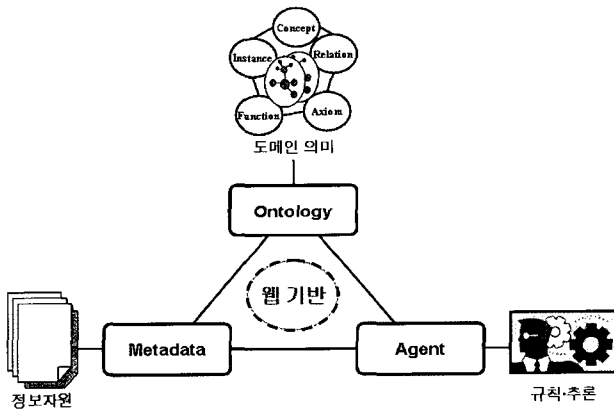 Concept
Instance
Relation
Function
Axiom
도메인 의미
Ontology
웹 기반
Metadata
Agent
정보자원
규칙·추론